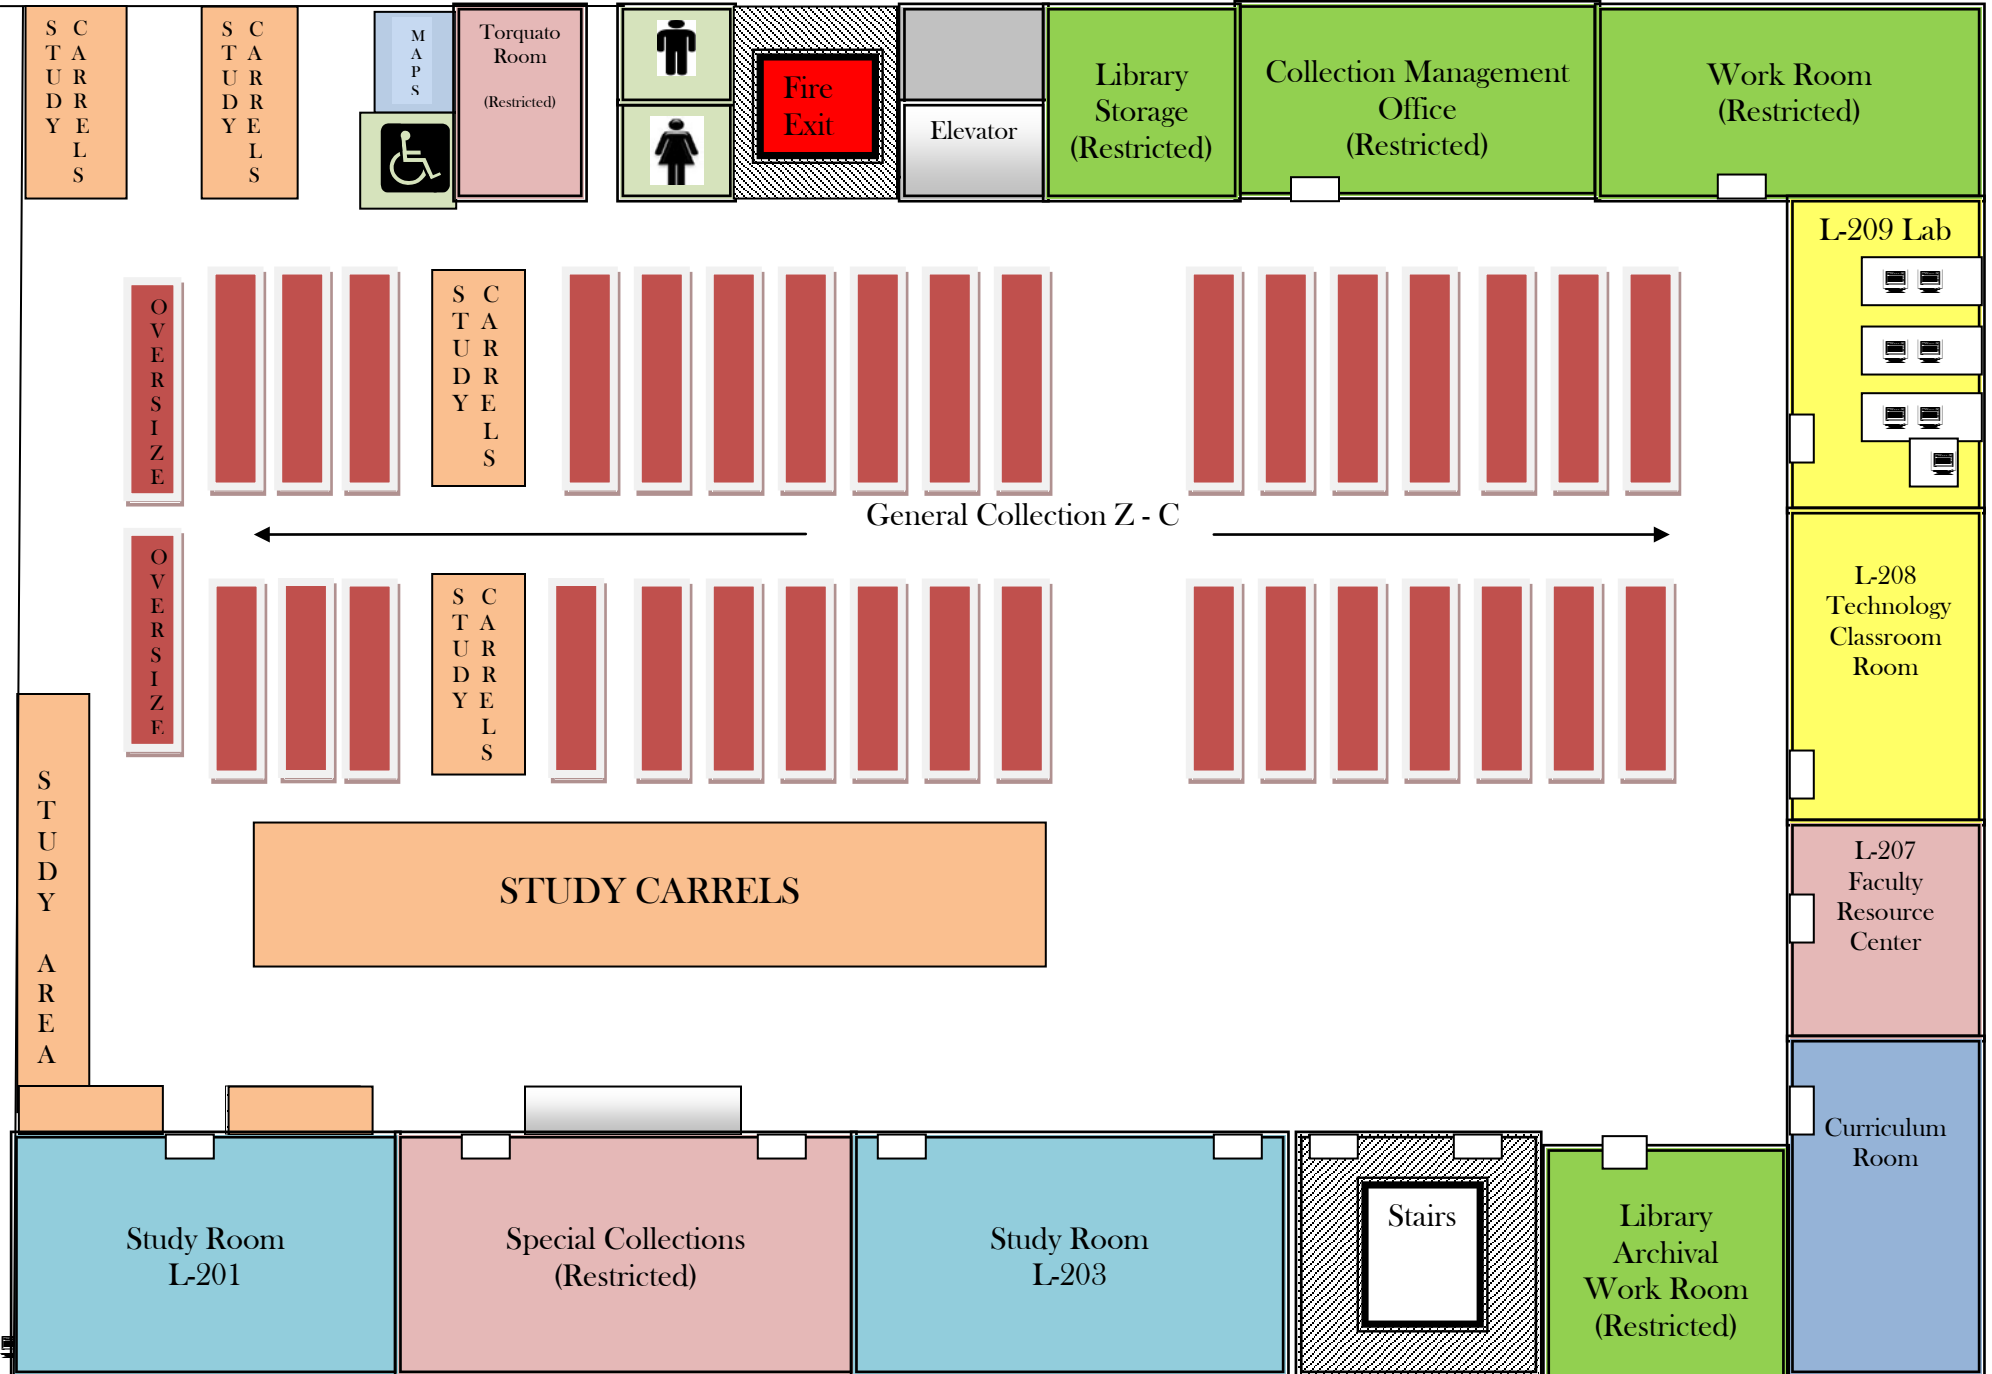 STUDY CARRELS
STUDY CARRELS
MAPS
Torquato
Room
(Restricted)
Fire
Exit
Elevator
Library
Storage
(Restricted)
Collection Management
Office
(Restricted)
Work Room
(Restricted)
L-209 Lab
OVERSIZE
STUDY CARRELS
General Collection Z - C
OVERSIZE
STUDY CARRELS
L-208
Technology
Classroom
Room
STUDY AREA
STUDY CARRELS
L-207
Faculty
Resource
Center
Curriculum
Room
Study Room
L-201
Special Collections
(Restricted)
Study Room
L-203
Stairs
Library
Archival
Work Room
(Restricted)